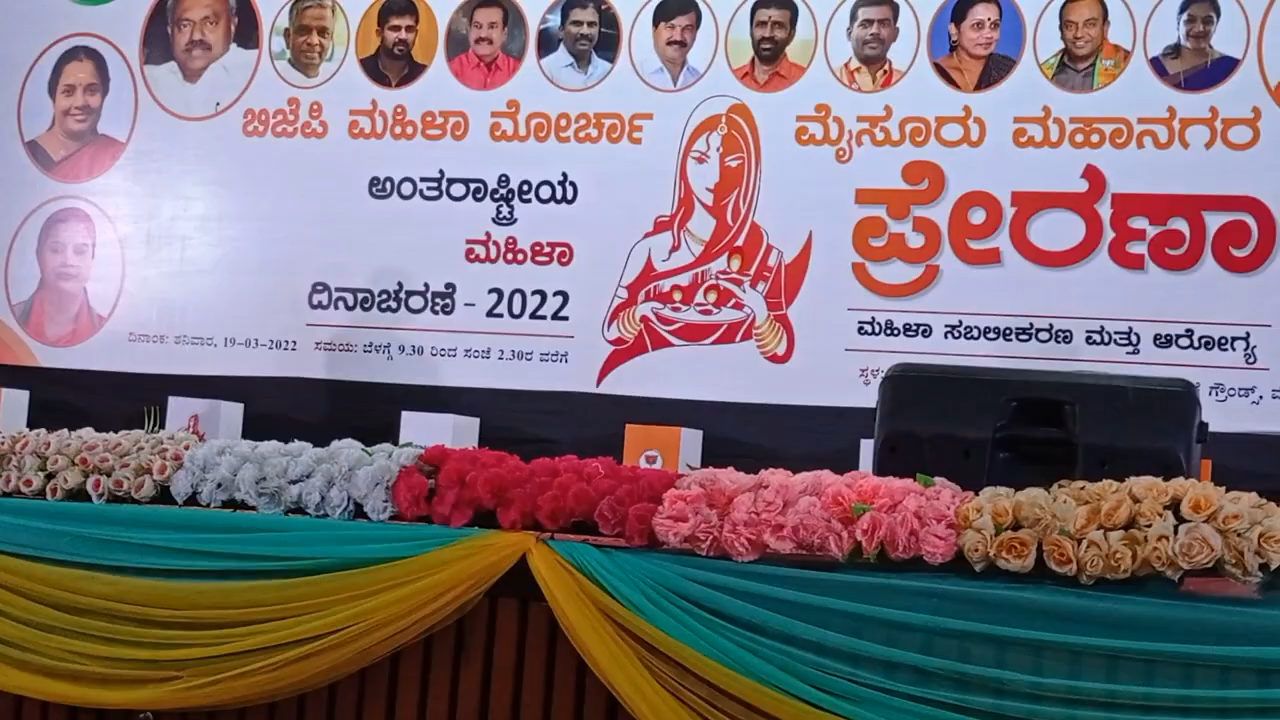 ಬಿಜೆಪಿ ಮಹಿಳಾ ಮೋರ್ಚಾ
ಅಂತರಾಷ್ಟ್ರೀಯ
ಮಹಿಳಾ
ದಿನಾಚರಣೆ - 2022
ದಿನಾಂಕ: ಶನಿವಾರ, 19-03-2022 ಸಮಯ: ಬೆಳಗ್ಗೆ 9.30 ರಿಂದ ಸಂಜೆ 2.30ರ ವರೆಗೆ
ಮೈಸೂರು ಮಹಾನಗರ
ಪ್ರೇರಣಾ
ಮಹಿಳಾ ಸಬಲೀಕರಣ ಮತ್ತು ಆರೋಗ್ಯ
ಸ್ಥಳ: ಗ್ರೌಂಡ್ಸ್,